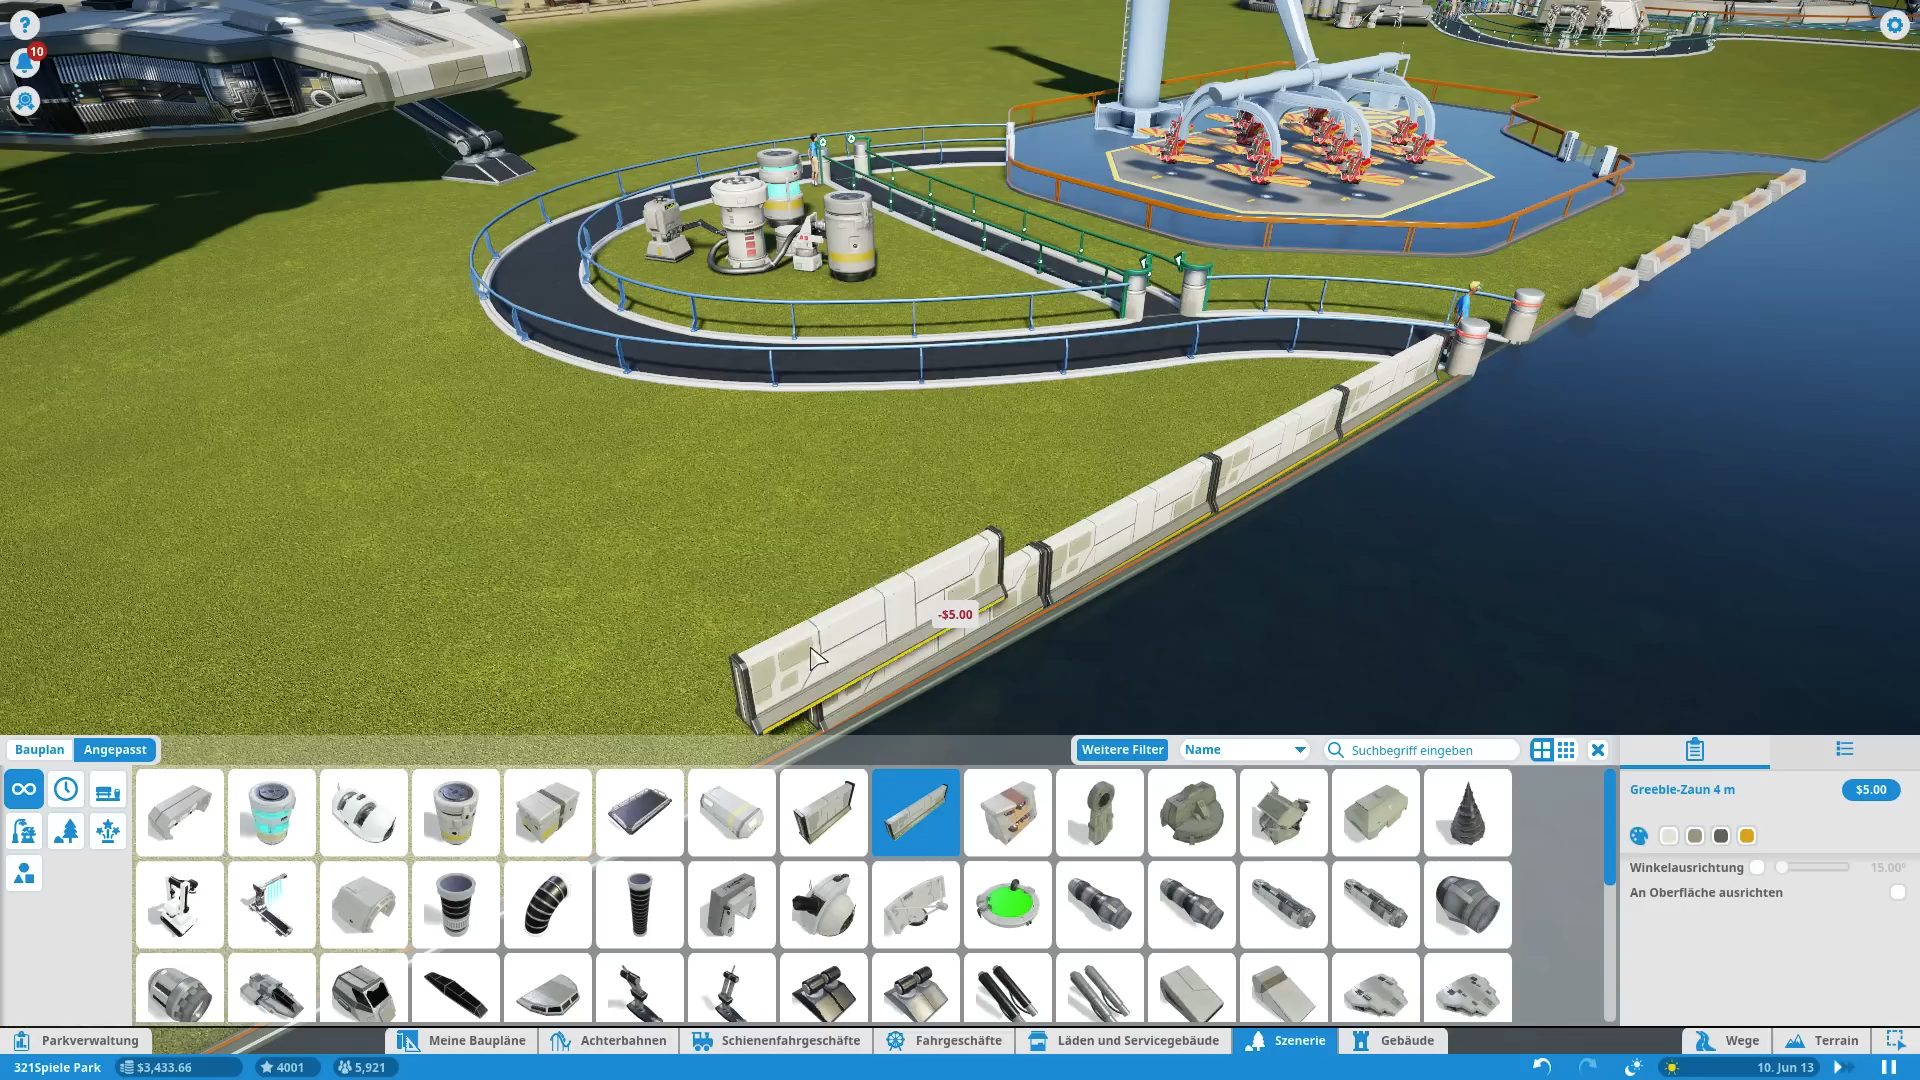 ?
10
-$5.00
Bauplan
Angepasst
Weitere Filter
Name
Suchbegriff eingeben
Greeble-Zaun 4 m
$5.00
Winkelausrichtung
15.00°
An Oberfläche ausrichten
Parkverwaltung
Meine Baupläne
Achterbahnen
Schienenfahrgeschäfte
Fahrgeschäfte
Läden und Servicegebäude
Szenerie
Gebäude
Wege
Terrain
321Spiele Park
$3,433.66
4001
5,921
10. Jun 13